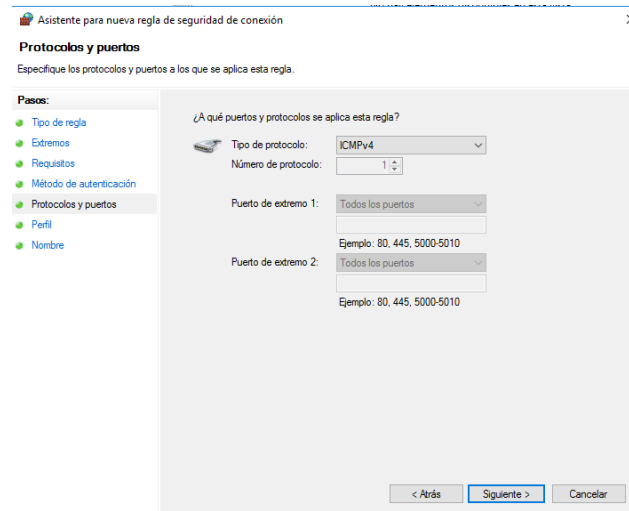 Asistente para nueva regla de seguridad de conexión
Protocolos y puertos
Especifique los protocolos y puertos a los que se aplica esta regla.
Pasos:
Tipo de regla
Extremos
Requisitos
Método de autenticación
Protocolos y puertos
Perfil
Nombre
¿A qué puertos y protocolos se aplica esta regla?
Tipo de protocolo: ICMPv4
Número de protocolo: 1
Puerto de extremo 1: Todos los puertos
Ejemplo: 80, 445, 5000-5010
Puerto de extremo 2: Todos los puertos
Ejemplo: 80, 445, 5000-5010
< Atrás Siguiente > Cancelar